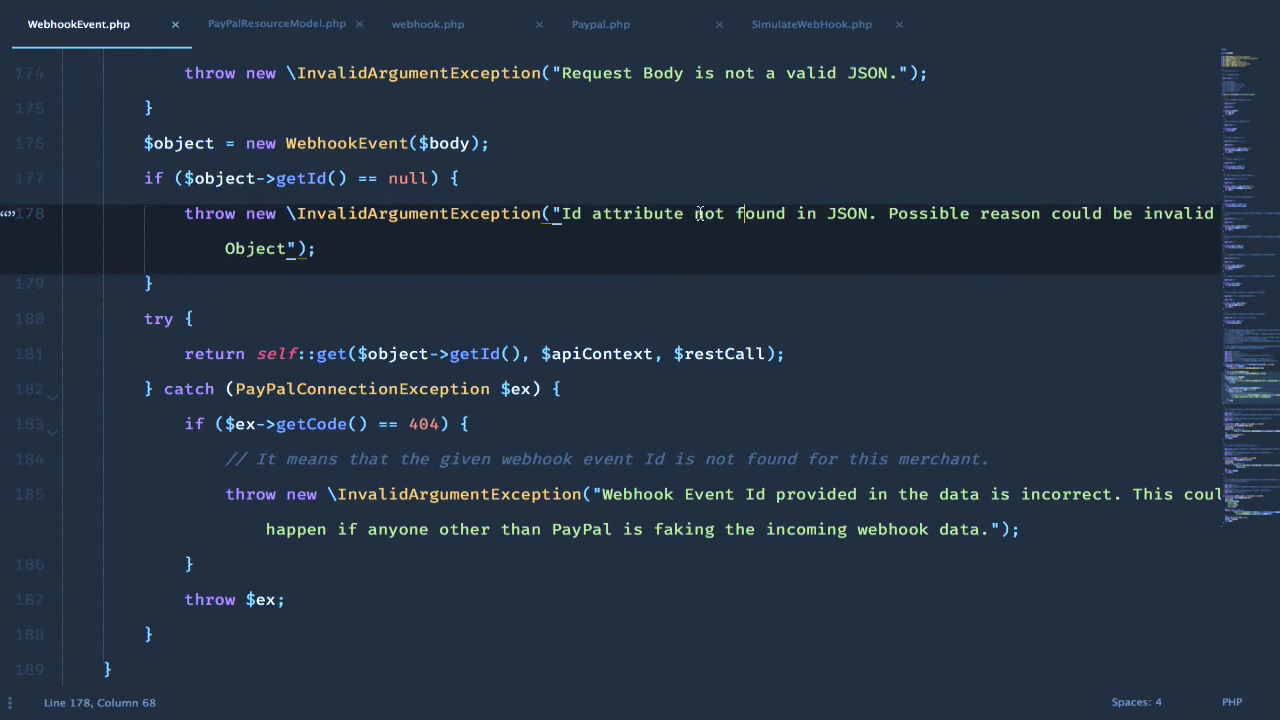 WebhookEvent.php × PayPalResourceModel.php × webhook.php × Paypal.php × SimulateWebHook.php ×
174 throw new \InvalidArgumentException("Request Body is not a valid JSON.");
175 }
176 $object = new WebhookEvent($body);
177 if ($object->getId() == null) {
178 throw new \InvalidArgumentException("Id attribute not found in JSON. Possible reason could be invalid
Object");
179 }
180 try {
181 return self::get($object->getId(), $apiContext, $restCall);
182 } catch (PayPalConnectionException $ex) {
183 if ($ex->getCode() == 404) {
184 // It means that the given webhook event Id is not found for this merchant.
185 throw new \InvalidArgumentException("Webhook Event Id provided in the data is incorrect. This coul
happen if anyone other than PayPal is faking the incoming webhook data.");
186 }
187 throw $ex;
188 }
189 }
Line 178, Column 68 Spaces: 4 PHP